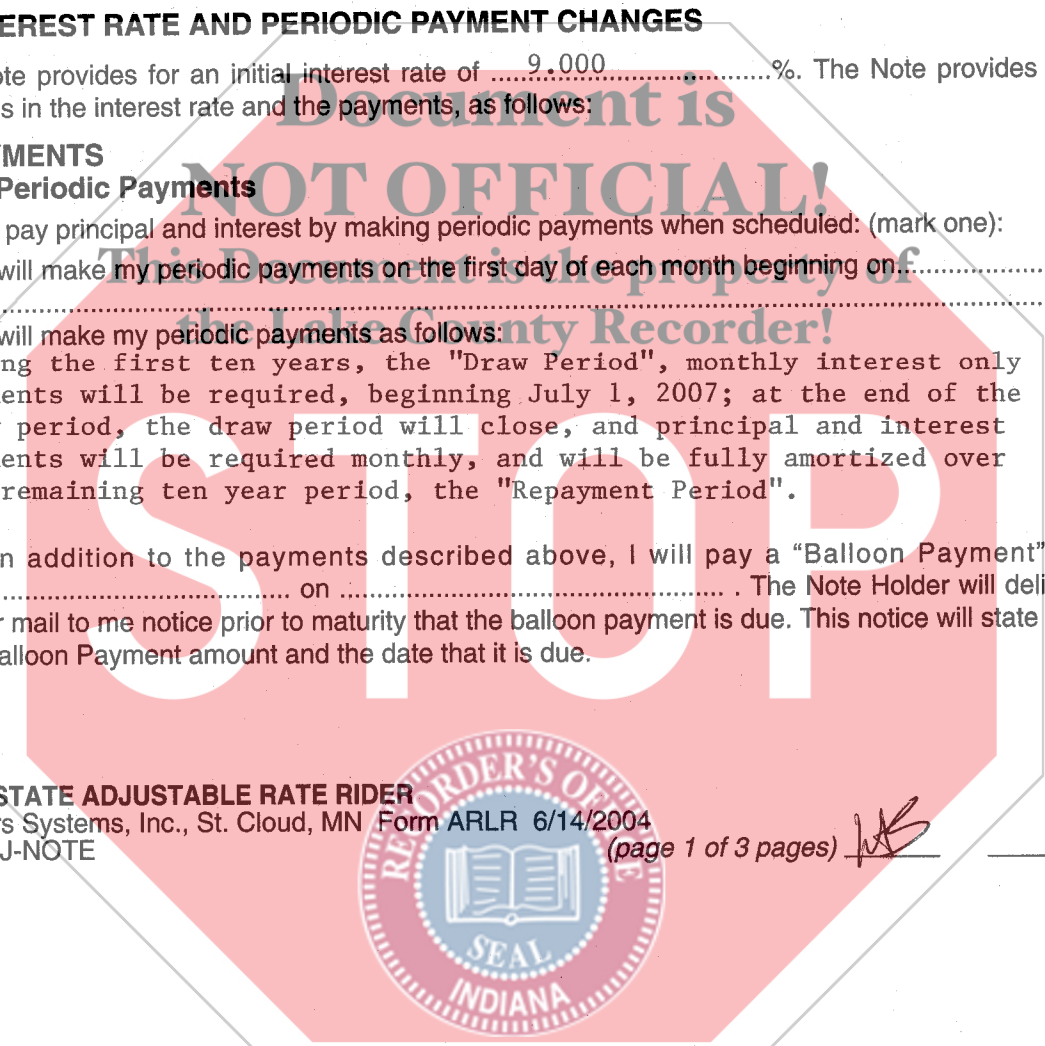 EREST RATE AND PERIODIC PAYMENT CHANGES
ote provides for an initial interest rate of .....9.000.....................%. The Note provides
s in the interest rate and the payments, as follows:
Document is
YMENTS
NOT OFFICIAL!
Periodic Payments
pay principal and interest by making periodic payments when scheduled: (mark one):
will make my periodic payments on the first day of each month beginning on......................
This Document is the property of
the Lake County Recorder!
will make my periodic payments as follows:
ng the first ten years, the "Draw Period", monthly interest only
ents will be required, beginning July 1, 2007; at the end of the
period, the draw period will close, and principal and interest
ents will be required monthly, and will be fully amortized over
remaining ten year period, the "Repayment Period".
STOP
n addition to the payments described above, I will pay a “Balloon Payment”
........................................ on ........................................................ . The Note Holder will deli
r mail to me notice prior to maturity that the balloon payment is due. This notice will state
alloon Payment amount and the date that it is due.
STATE ADJUSTABLE RATE RIDER
rs Systems, Inc., St. Cloud, MN Form ARLR 6/14/2004
J-NOTE
(page 1 of 3 pages)
RECORDER'S OFFICE
SEAL
INDIANA